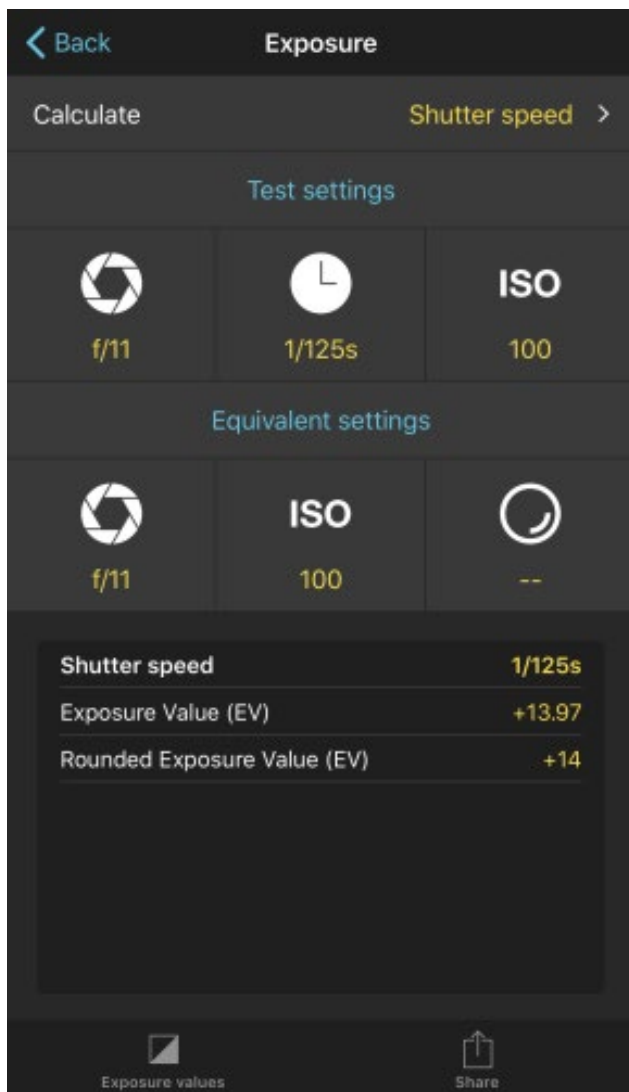 Back Exposure
Calculate Shutter speed
Test settings
ISO
f/11 1/125s 100
Equivalent settings
ISO
f/11 100 --
Shutter speed 1/125s
Exposure Value (EV) +13.97
Rounded Exposure Value (EV) +14
Exposure values Share